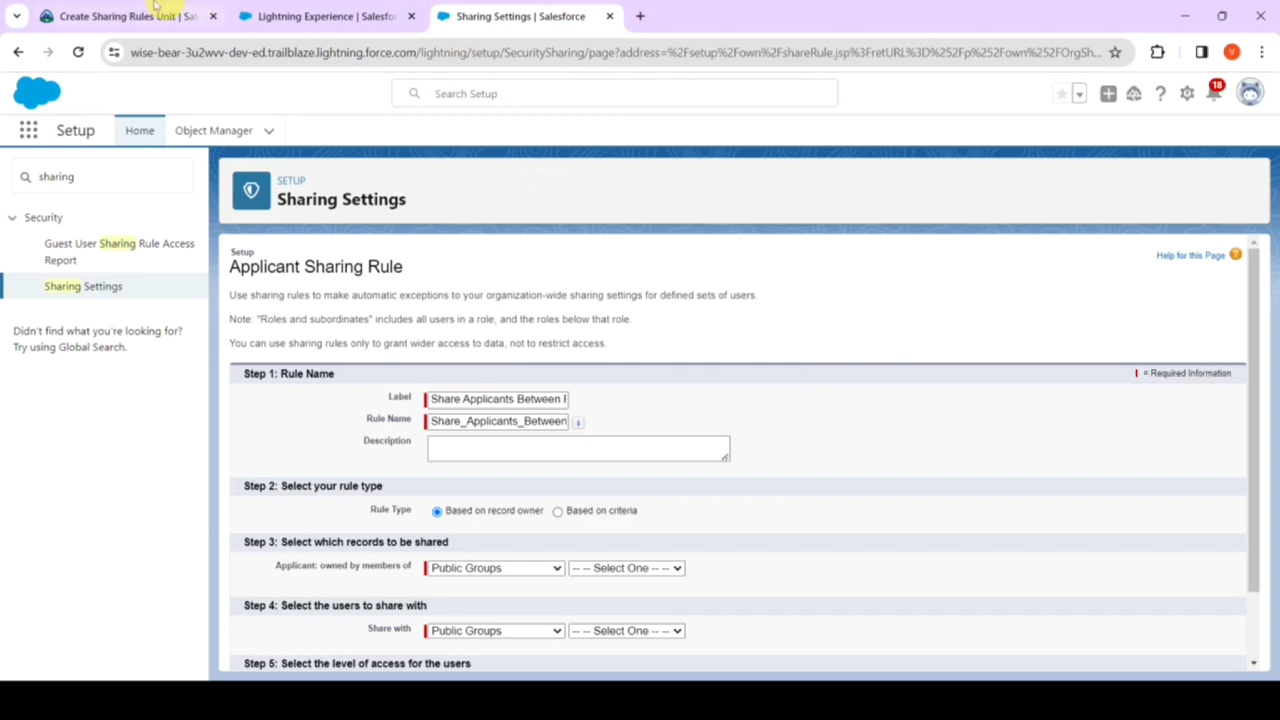 Create Sharing Rules Unit | Sal
Lightning Experience | Salesfor
Sharing Settings | Salesforce
wise-bear-3u2wvv-dev-ed.trailblaze.lightning.force.com/lightning/setup/SecuritySharing/page?address=%2Fsetup%2Fown%2FshareRule.jsp%3FretURL%3D%252Fp%252Fown%252FOrgSh...
V
Search Setup
18
Setup
Home
Object Manager
sharing
Security
Guest User Sharing Rule Access
Report
Sharing Settings
Didn't find what you're looking for?
Try using Global Search.
SETUP
Sharing Settings
Setup
Applicant Sharing Rule
Help for this Page ?
Use sharing rules to make automatic exceptions to your organization-wide sharing settings for defined sets of users.
Note: "Roles and subordinates" includes all users in a role, and the roles below that role.
You can use sharing rules only to grant wider access to data, not to restrict access.
Step 1: Rule Name
= Required Information
Label
Share Applicants Between
Rule Name
Share_Applicants_Between
i
Description
Step 2: Select your rule type
Rule Type
Based on record owner
Based on criteria
Step 3: Select which records to be shared
Applicant: owned by members of
Public Groups
-- Select One --
Step 4: Select the users to share with
Share with
Public Groups
-- Select One --
Step 5: Select the level of access for the users